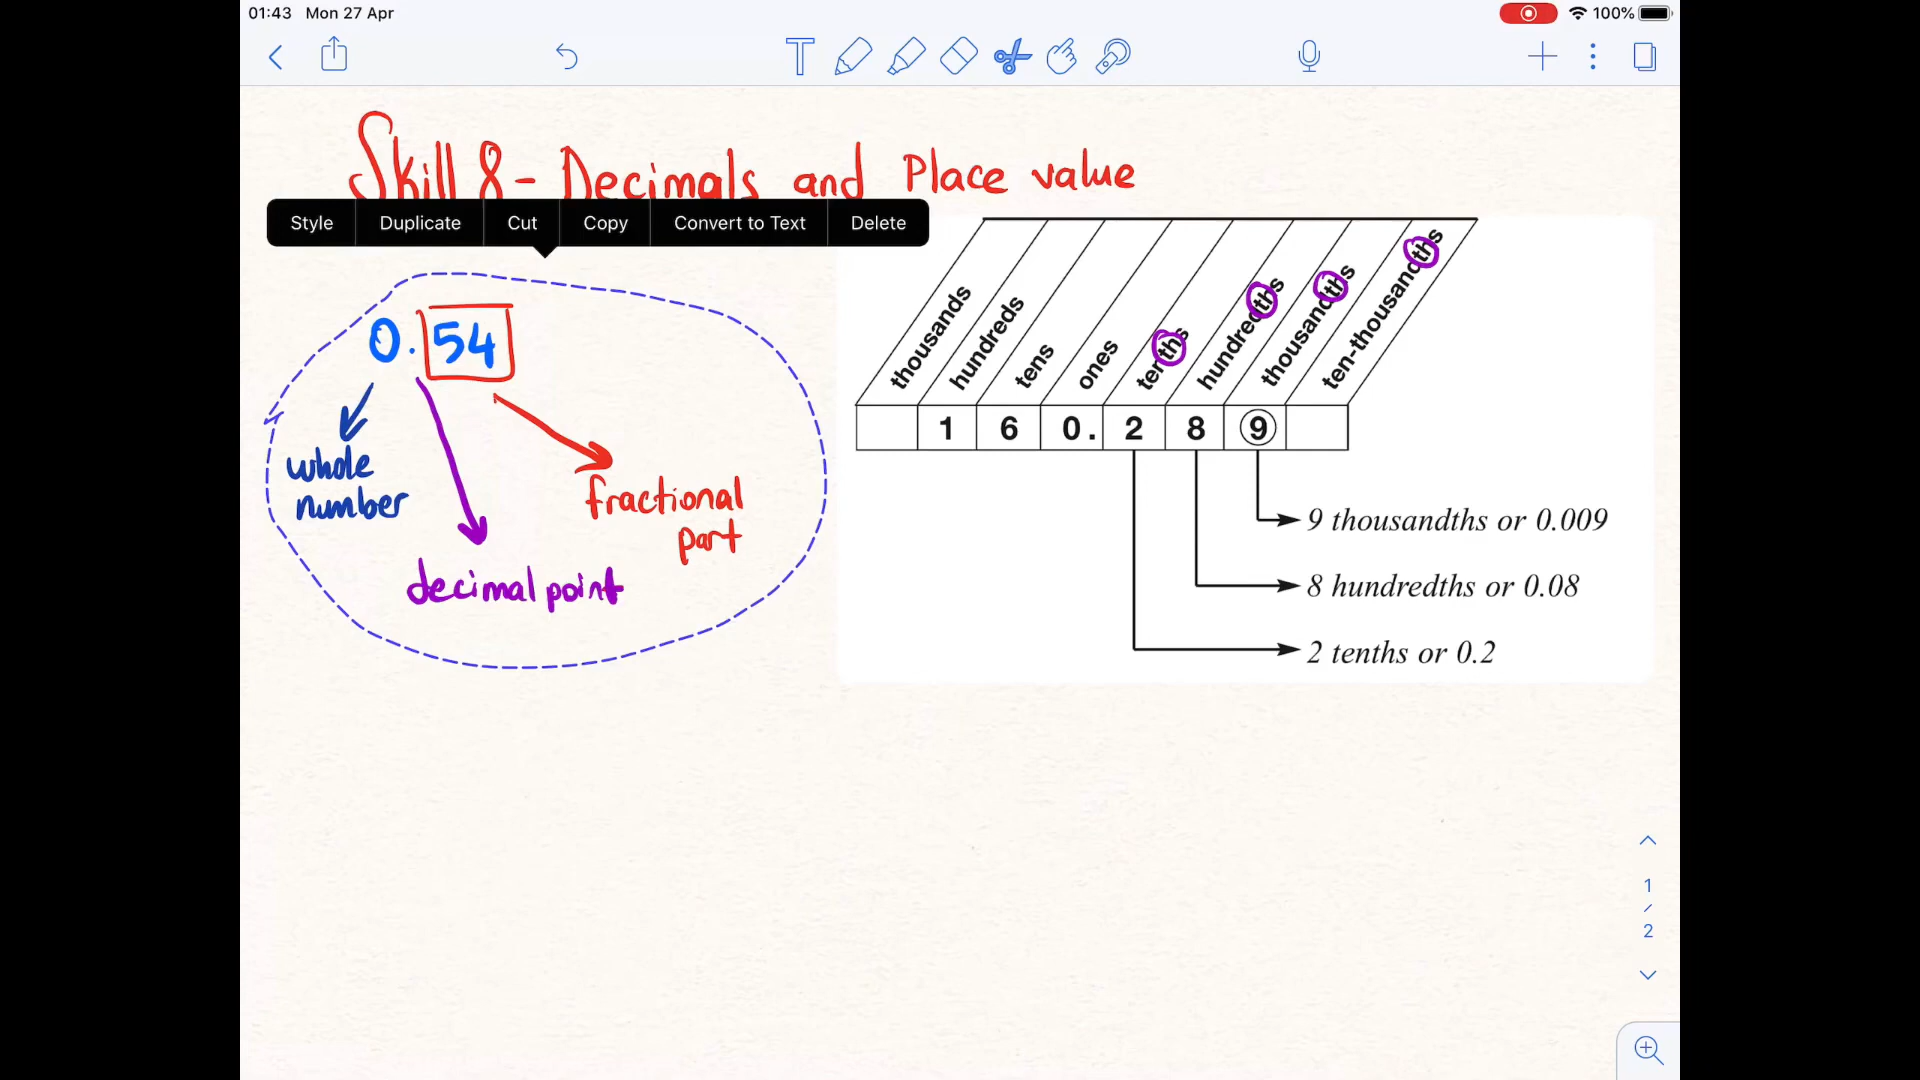 01:43 Mon 27 Apr
100%
Skill 8 - Decimals and Place value
Style Duplicate Cut Copy Convert to Text Delete
0.54
whole
number
decimal point
fractional
part
thousands hundreds tens ones tenths hundredths thousandths ten-thousandths
1 6 0. 2 8 9
9 thousandths or 0.009
8 hundredths or 0.08
2 tenths or 0.2
1
/
2